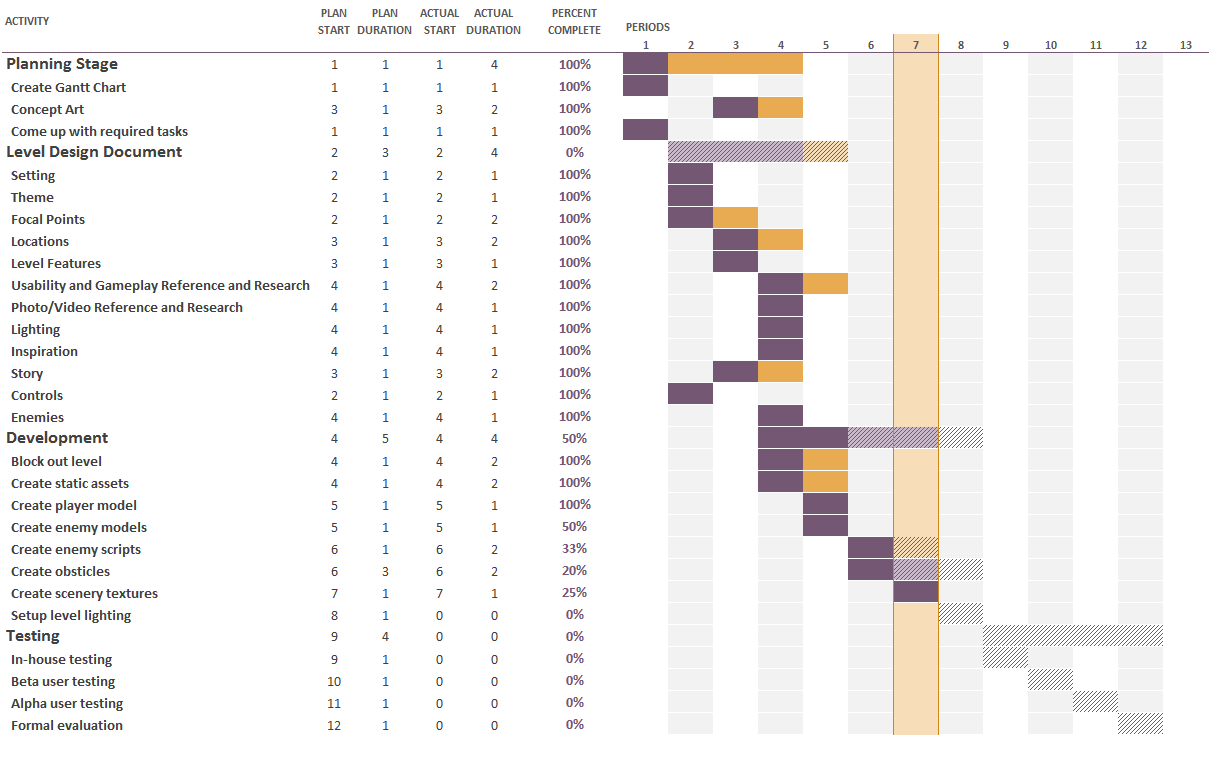 ACTIVITY PLAN START PLAN DURATION ACTUAL START ACTUAL DURATION PERCENT COMPLETE PERIODS
1 2 3 4 5 6 7 8 9 10 11 12 13
Planning Stage 1 1 1 4 100%
Create Gantt Chart 1 1 1 1 100%
Concept Art 3 1 3 2 100%
Come up with required tasks 1 1 1 1 100%
Level Design Document 2 3 2 4 0%
Setting 2 1 2 1 100%
Theme 2 1 2 1 100%
Focal Points 2 1 2 2 100%
Locations 3 1 3 2 100%
Level Features 3 1 3 1 100%
Usability and Gameplay Reference and Research 4 1 4 2 100%
Photo/Video Reference and Research 4 1 4 1 100%
Lighting 4 1 4 1 100%
Inspiration 4 1 4 1 100%
Story 3 1 3 2 100%
Controls 2 1 2 1 100%
Enemies 4 1 4 1 100%
Development 4 5 4 4 50%
Block out level 4 1 4 2 100%
Create static assets 4 1 4 2 100%
Create player model 5 1 5 1 100%
Create enemy models 5 1 5 1 50%
Create enemy scripts 6 1 6 2 33%
Create obsticles 6 3 6 2 20%
Create scenery textures 7 1 7 1 25%
Setup level lighting 8 1 0 0 0%
Testing 9 4 0 0 0%
In-house testing 9 1 0 0 0%
Beta user testing 10 1 0 0 0%
Alpha user testing 11 1 0 0 0%
Formal evaluation 12 1 0 0 0%